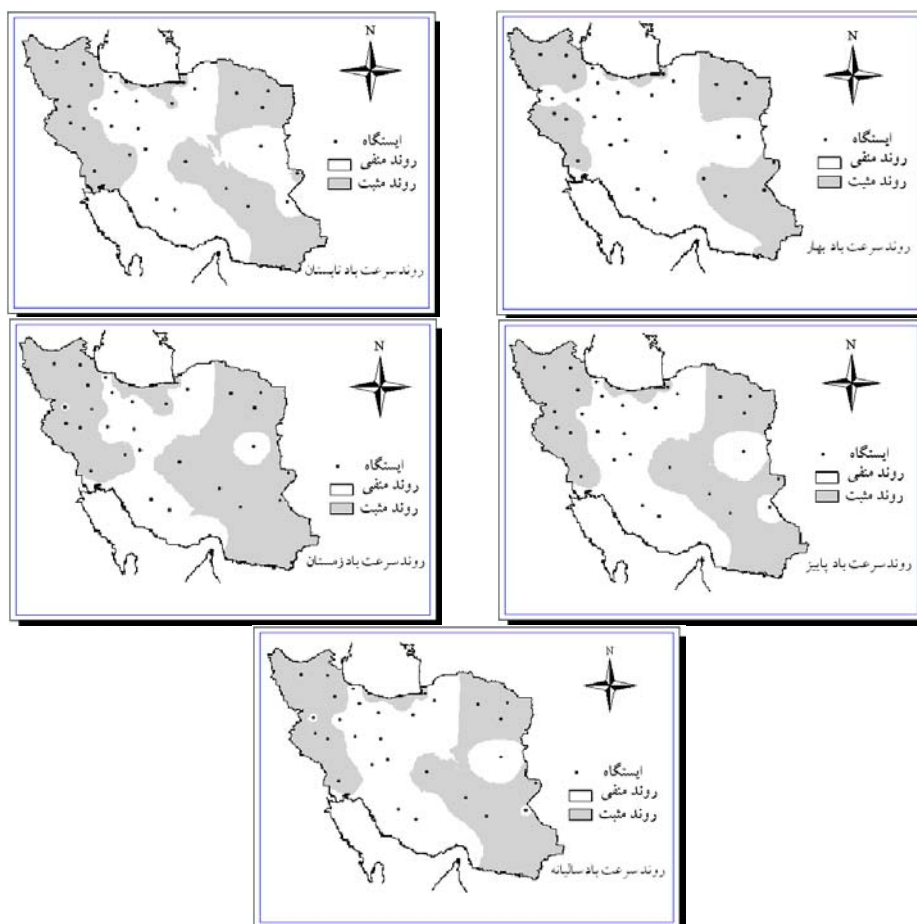 N
ایستگاه
روند منفی
روند مثبت
روند سرعت باد بهار
N
ایستگاه
روند منفی
روند مثبت
روند سرعت باد تابستان
N
ایستگاه
روند منفی
روند مثبت
روند سرعت باد پاییز
N
ایستگاه
روند منفی
روند مثبت
روند سرعت باد زمستان
N
ایستگاه
روند منفی
روند مثبت
روند سرعت باد سالیانه